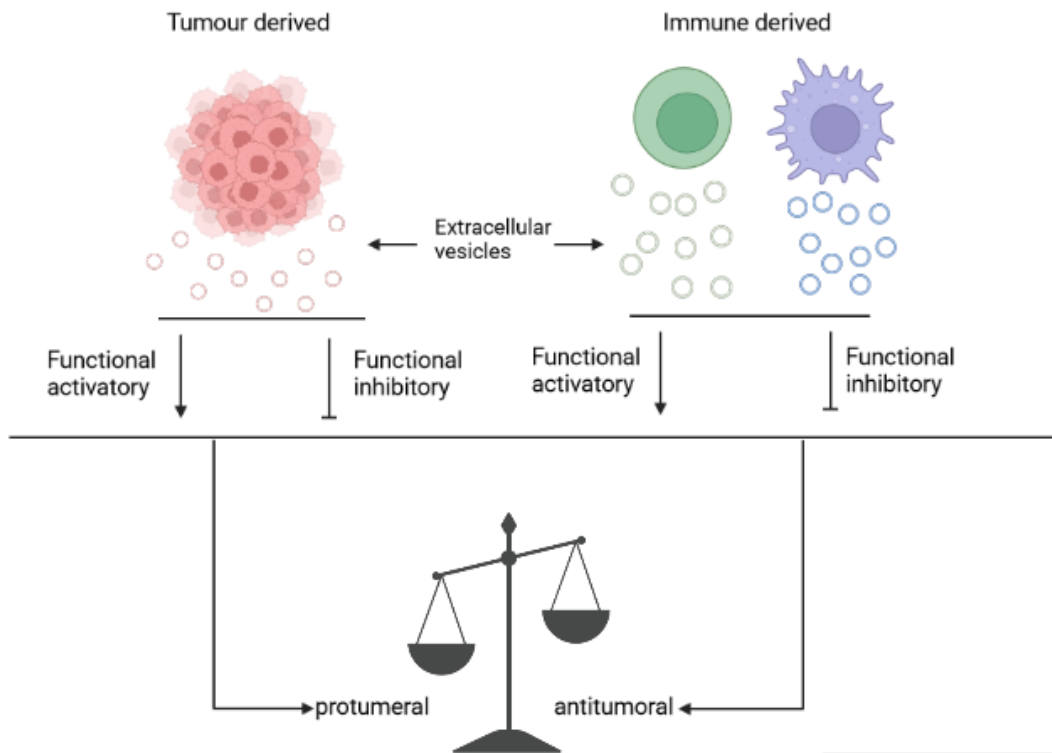 Tumour derived
Immune derived
Extracellular
vesicles
Functional
activatory
Functional
inhibitory
Functional
activatory
Functional
inhibitory
protumeral
antitumoral